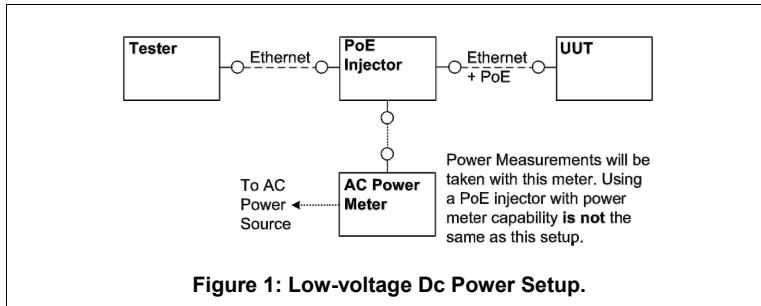 Tester
Ethernet
PoE
Injector
Ethernet
+ PoE
UUT
To AC
Power
Source
AC Power
Meter
Power Measurements will be
taken with this meter. Using
a PoE injector with power
meter capability is not the
same as this setup.
Figure 1: Low-voltage Dc Power Setup.